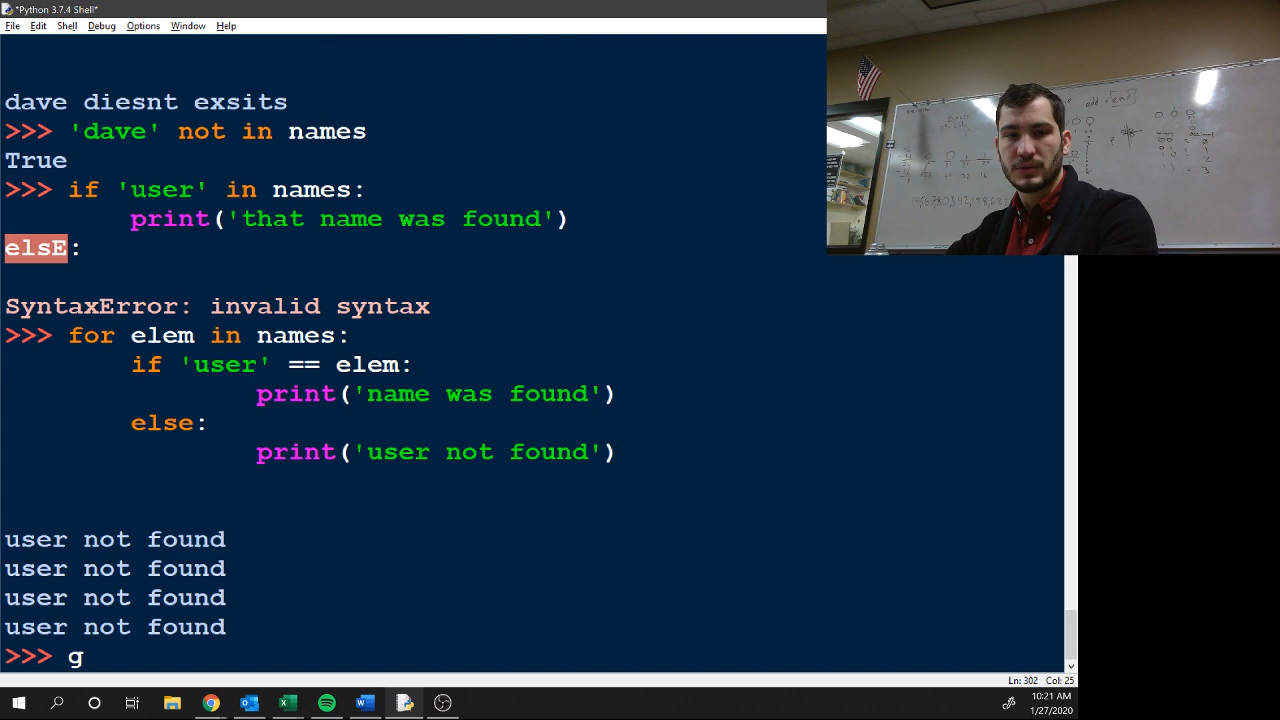 *Python 3.7.4 Shell*
File Edit Shell Debug Options Window Help
dave diesnt exsits
>>> 'dave' not in names
True
>>> if 'user' in names:
print('that name was found')
elsE:
SyntaxError: invalid syntax
>>> for elem in names:
if 'user' == elem:
print('name was found')
else:
print('user not found')
user not found
user not found
user not found
user not found
>>> g
Ln: 302 Col: 25
10:21 AM
1/27/2020